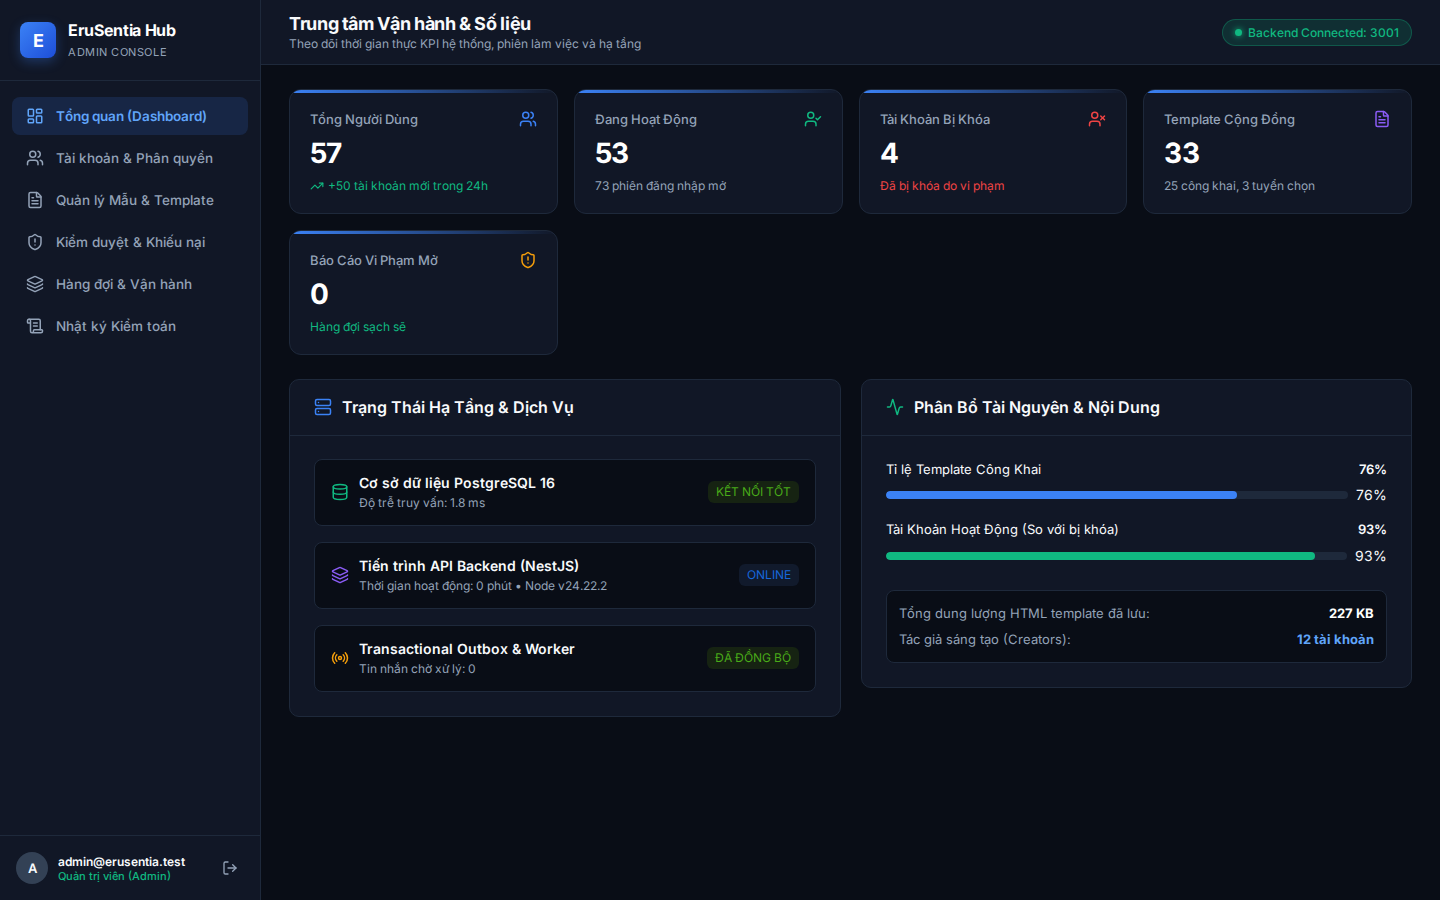 E
EruSentia Hub
ADMIN CONSOLE
Tổng quan (Dashboard)
Tài khoản & Phân quyền
Quản lý Mẫu & Template
Kiểm duyệt & Khiếu nại
Hàng đợi & Vận hành
Nhật ký Kiểm toán
A
admin@erusentia.test
Quản trị viên (Admin)
Trung tâm Vận hành & Số liệu
Theo dõi thời gian thực KPI hệ thống, phiên làm việc và hạ tầng
Backend Connected: 3001
Tổng Người Dùng
57
+50 tài khoản mới trong 24h
Đang Hoạt Động
53
73 phiên đăng nhập mở
Tài Khoản Bị Khóa
4
Đã bị khóa do vi phạm
Template Cộng Đồng
33
25 công khai, 3 tuyển chọn
Báo Cáo Vi Phạm Mở
0
Hàng đợi sạch sẽ
Trạng Thái Hạ Tầng & Dịch Vụ
Cơ sở dữ liệu PostgreSQL 16
Độ trễ truy vấn: 1.8 ms
KẾT NỐI TỐT
Tiến trình API Backend (NestJS)
Thời gian hoạt động: 0 phút • Node v24.22.2
ONLINE
Transactional Outbox & Worker
Tin nhắn chờ xử lý: 0
ĐÃ ĐỒNG BỘ
Phân Bổ Tài Nguyên & Nội Dung
Tỉ lệ Template Công Khai 76%
76%
Tài Khoản Hoạt Động (So với bị khóa) 93%
93%
Tổng dung lượng HTML template đã lưu: 227 KB
Tác giả sáng tạo (Creators): 12 tài khoản